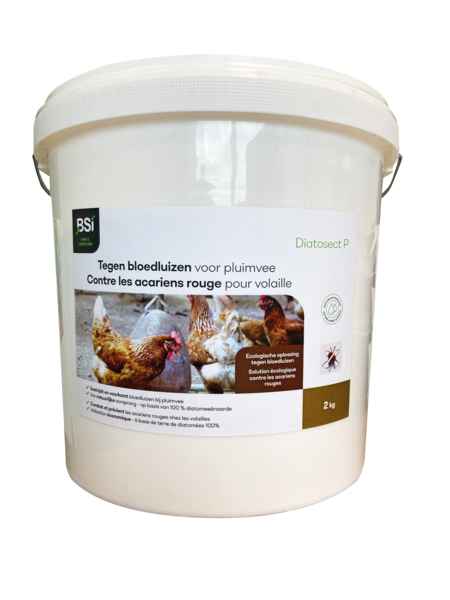 BSi
Diatosect P
Tegen bloedluizen voor pluimvee
Contre les acariens rouge pour volaille
Ecologische oplossing
tegen bloedluizen
Solution écologique
contre les acariens
rouges
✓ Bestrijdt en voorkomt bloedluizen bij pluimvee
✓ Van natuurlijke oorsprong - op basis van 100 % diatomeeënaarde
✓ Combat et prévient les acariens rouges chez les volailles
✓ Utilisation économique - à base de terre de diatomées 100%
2 kg